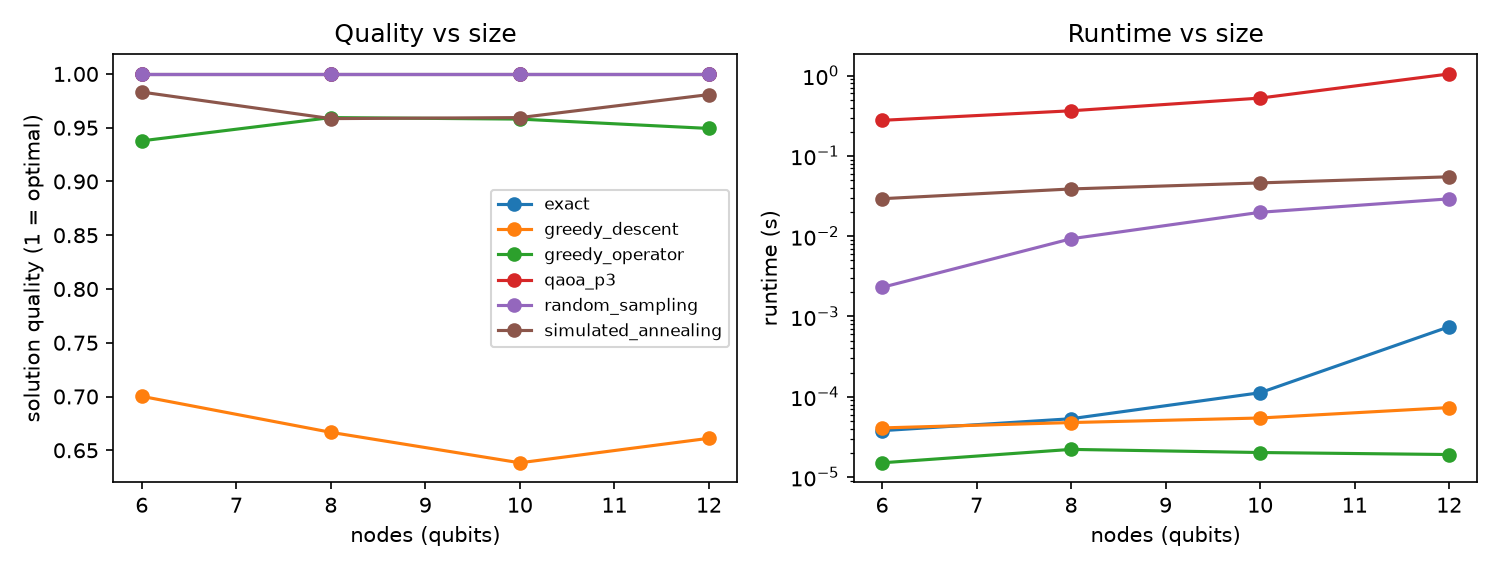 Quality vs size
solution quality (1 = optimal)
1.00
0.95
0.90
0.85
0.80
0.75
0.70
0.65
6 7 8 9 10 11 12
nodes (qubits)
exact
greedy_descent
greedy_operator
qaoa_p3
random_sampling
simulated_annealing
Runtime vs size
runtime (s)
10⁰
10⁻¹
10⁻²
10⁻³
10⁻⁴
10⁻⁵
6 7 8 9 10 11 12
nodes (qubits)